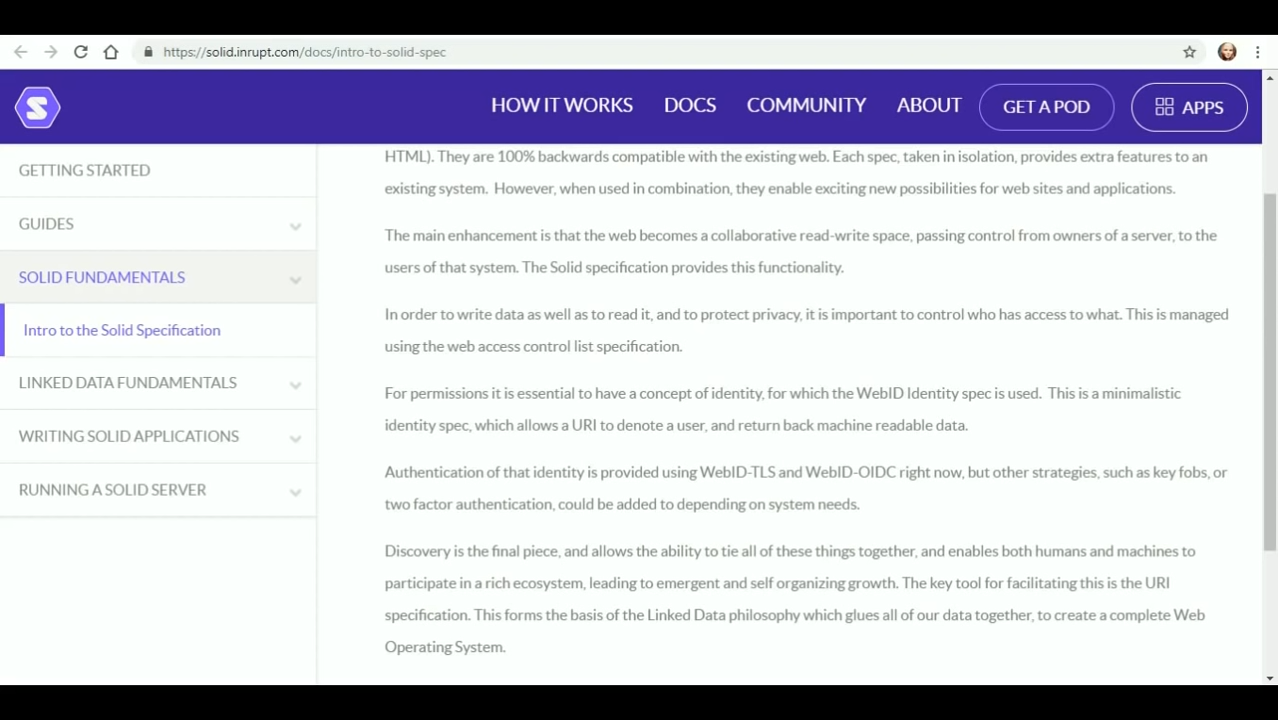 https://solid.inrupt.com/docs/intro-to-solid-spec
S
HOW IT WORKS
DOCS
COMMUNITY
ABOUT
GET A POD
APPS
GETTING STARTED
GUIDES
SOLID FUNDAMENTALS
Intro to the Solid Specification
LINKED DATA FUNDAMENTALS
WRITING SOLID APPLICATIONS
RUNNING A SOLID SERVER
HTML). They are 100% backwards compatible with the existing web. Each spec, taken in isolation, provides extra features to an
existing system. However, when used in combination, they enable exciting new possibilities for web sites and applications.
The main enhancement is that the web becomes a collaborative read-write space, passing control from owners of a server, to the
users of that system. The Solid specification provides this functionality.
In order to write data as well as to read it, and to protect privacy, it is important to control who has access to what. This is managed
using the web access control list specification.
For permissions it is essential to have a concept of identity, for which the WebID Identity spec is used. This is a minimalistic
identity spec, which allows a URI to denote a user, and return back machine readable data.
Authentication of that identity is provided using WebID-TLS and WebID-OIDC right now, but other strategies, such as key fobs, or
two factor authentication, could be added to depending on system needs.
Discovery is the final piece, and allows the ability to tie all of these things together, and enables both humans and machines to
participate in a rich ecosystem, leading to emergent and self organizing growth. The key tool for facilitating this is the URI
specification. This forms the basis of the Linked Data philosophy which glues all of our data together, to create a complete Web
Operating System.